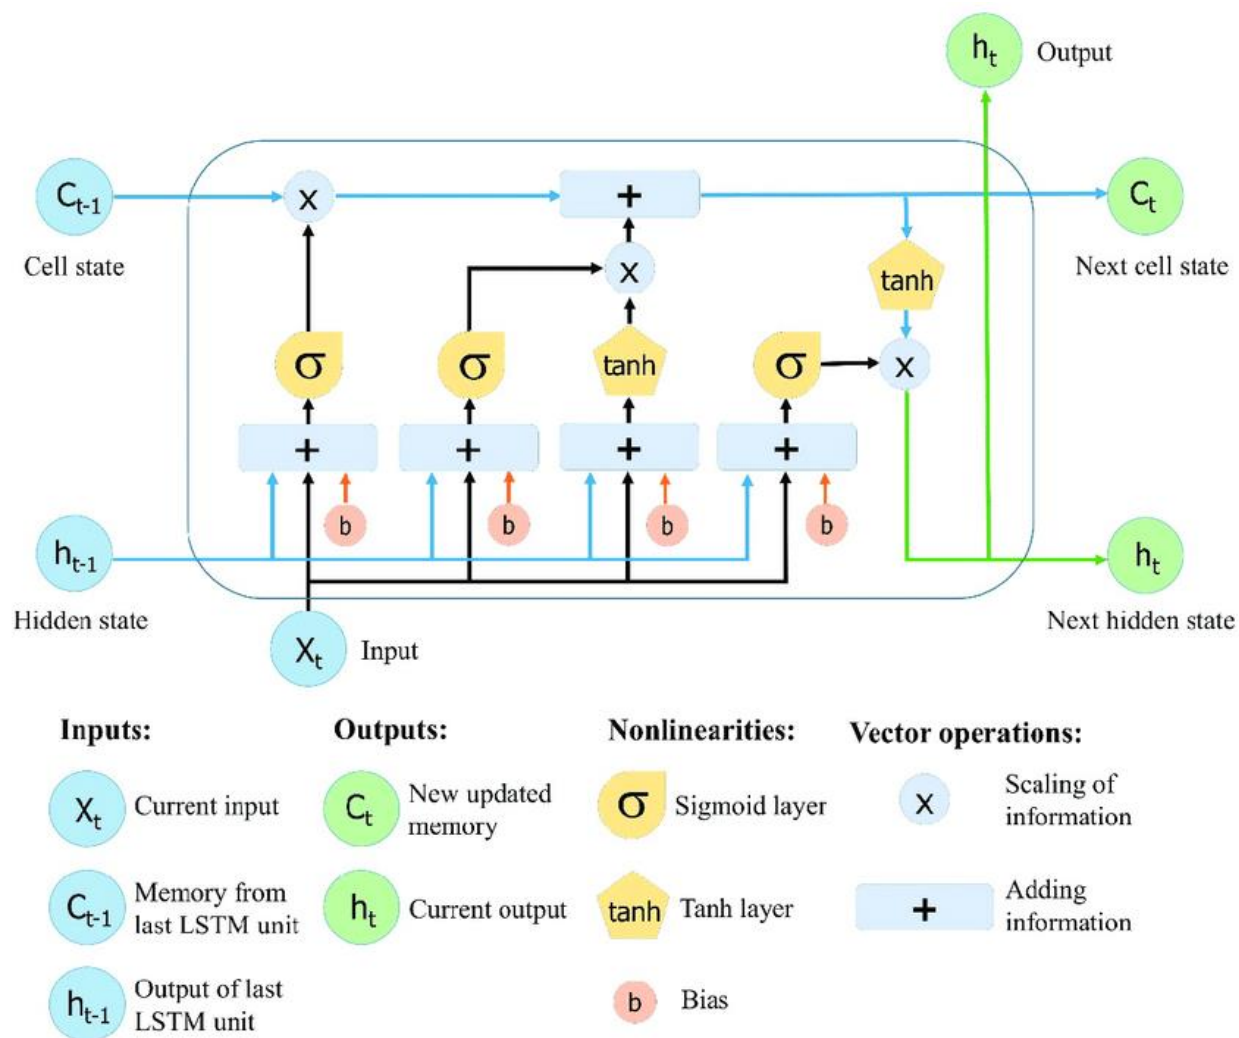 ht Output
Ct-1 x + Ct
Cell state Next cell state
x tanh
σ σ tanh σ x
+ + + +
b b b b
ht-1 ht
Hidden state Next hidden state
Xt Input
Inputs: Outputs: Nonlinearities: Vector operations:
Xt Current input
Ct New updated
memory
σ Sigmoid layer
x Scaling of
information
Ct-1 Memory from
last LSTM unit
ht Current output
tanh Tanh layer
+ Adding
information
ht-1 Output of last
LSTM unit
b Bias